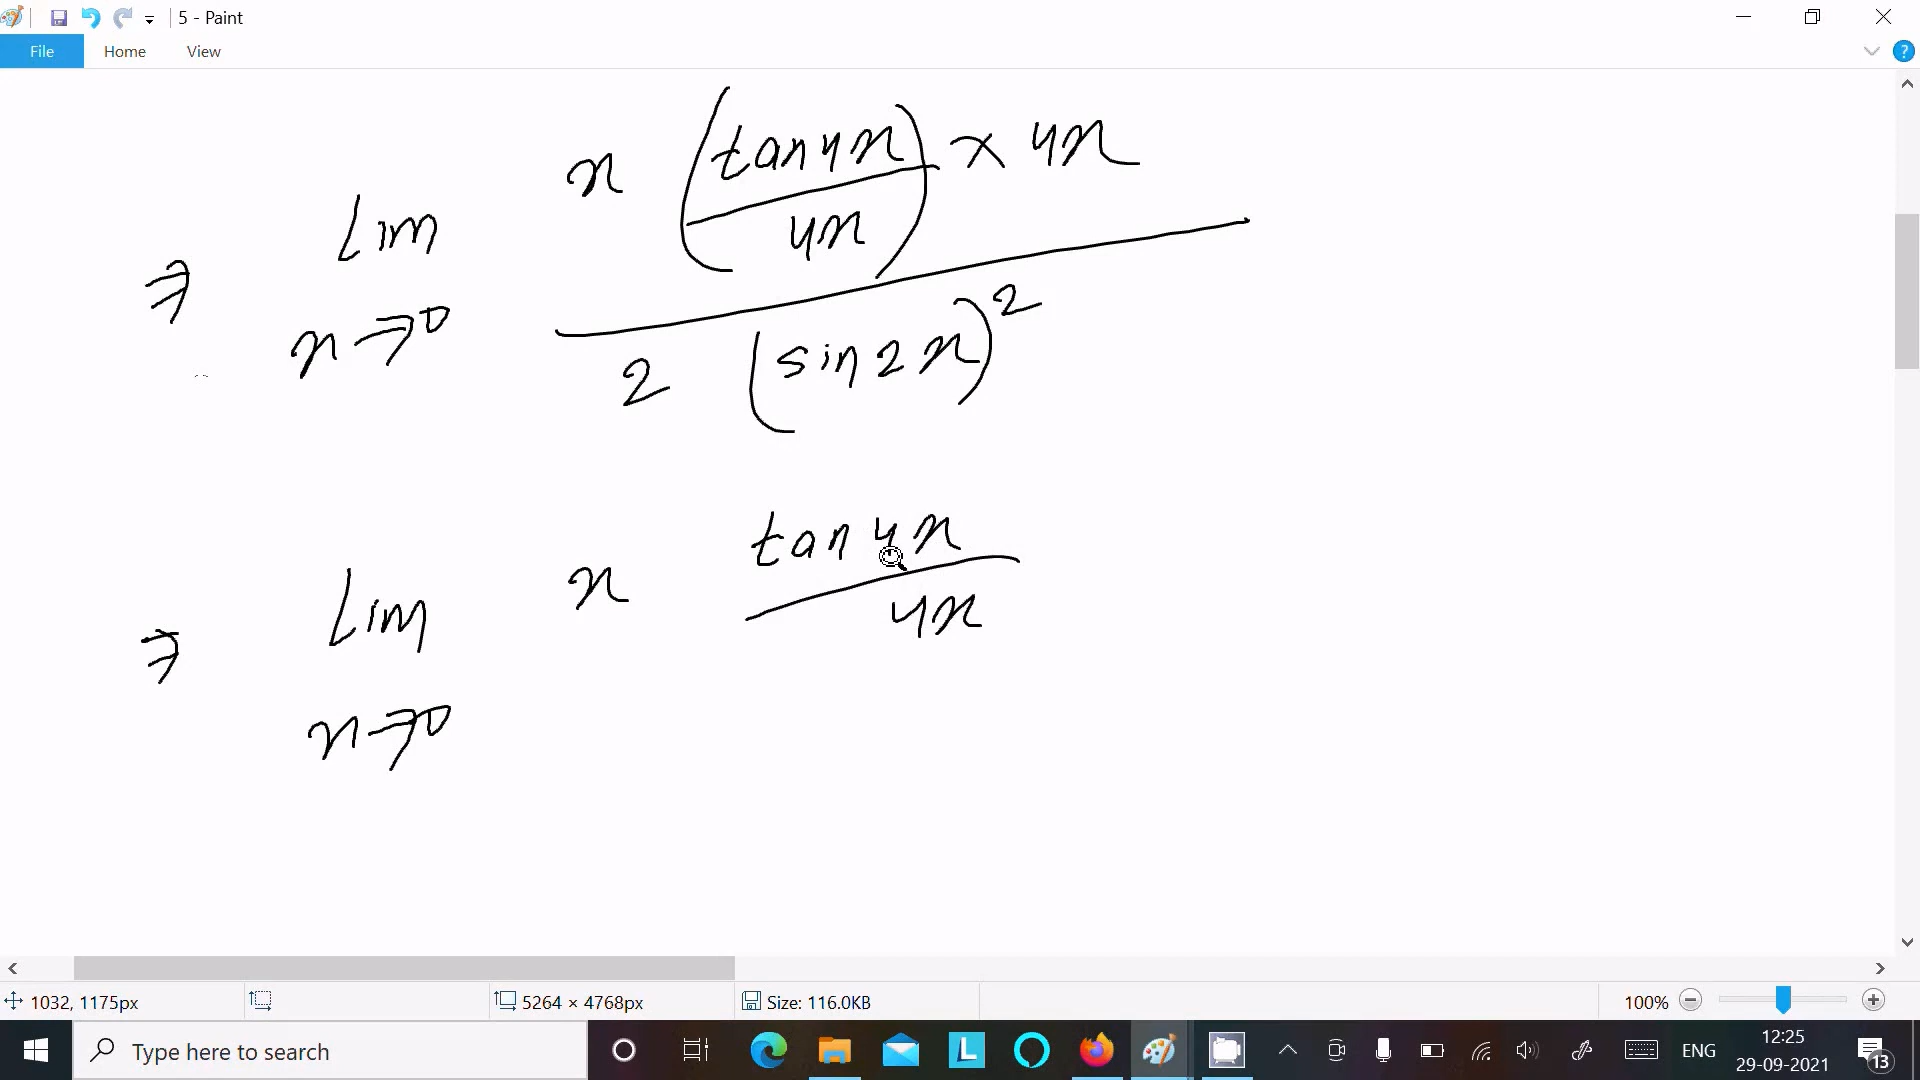 5 - Paint
File Home View
x (tan 4x / 4x) × 4x
⇒ Lim x→0
2 (sin 2x)²
⇒ Lim x→0 x tan 4x / 4x
1032, 1175px 5264 × 4768px Size: 116.0KB 100%
Type here to search
L
ENG
12:25
29-09-2021
13